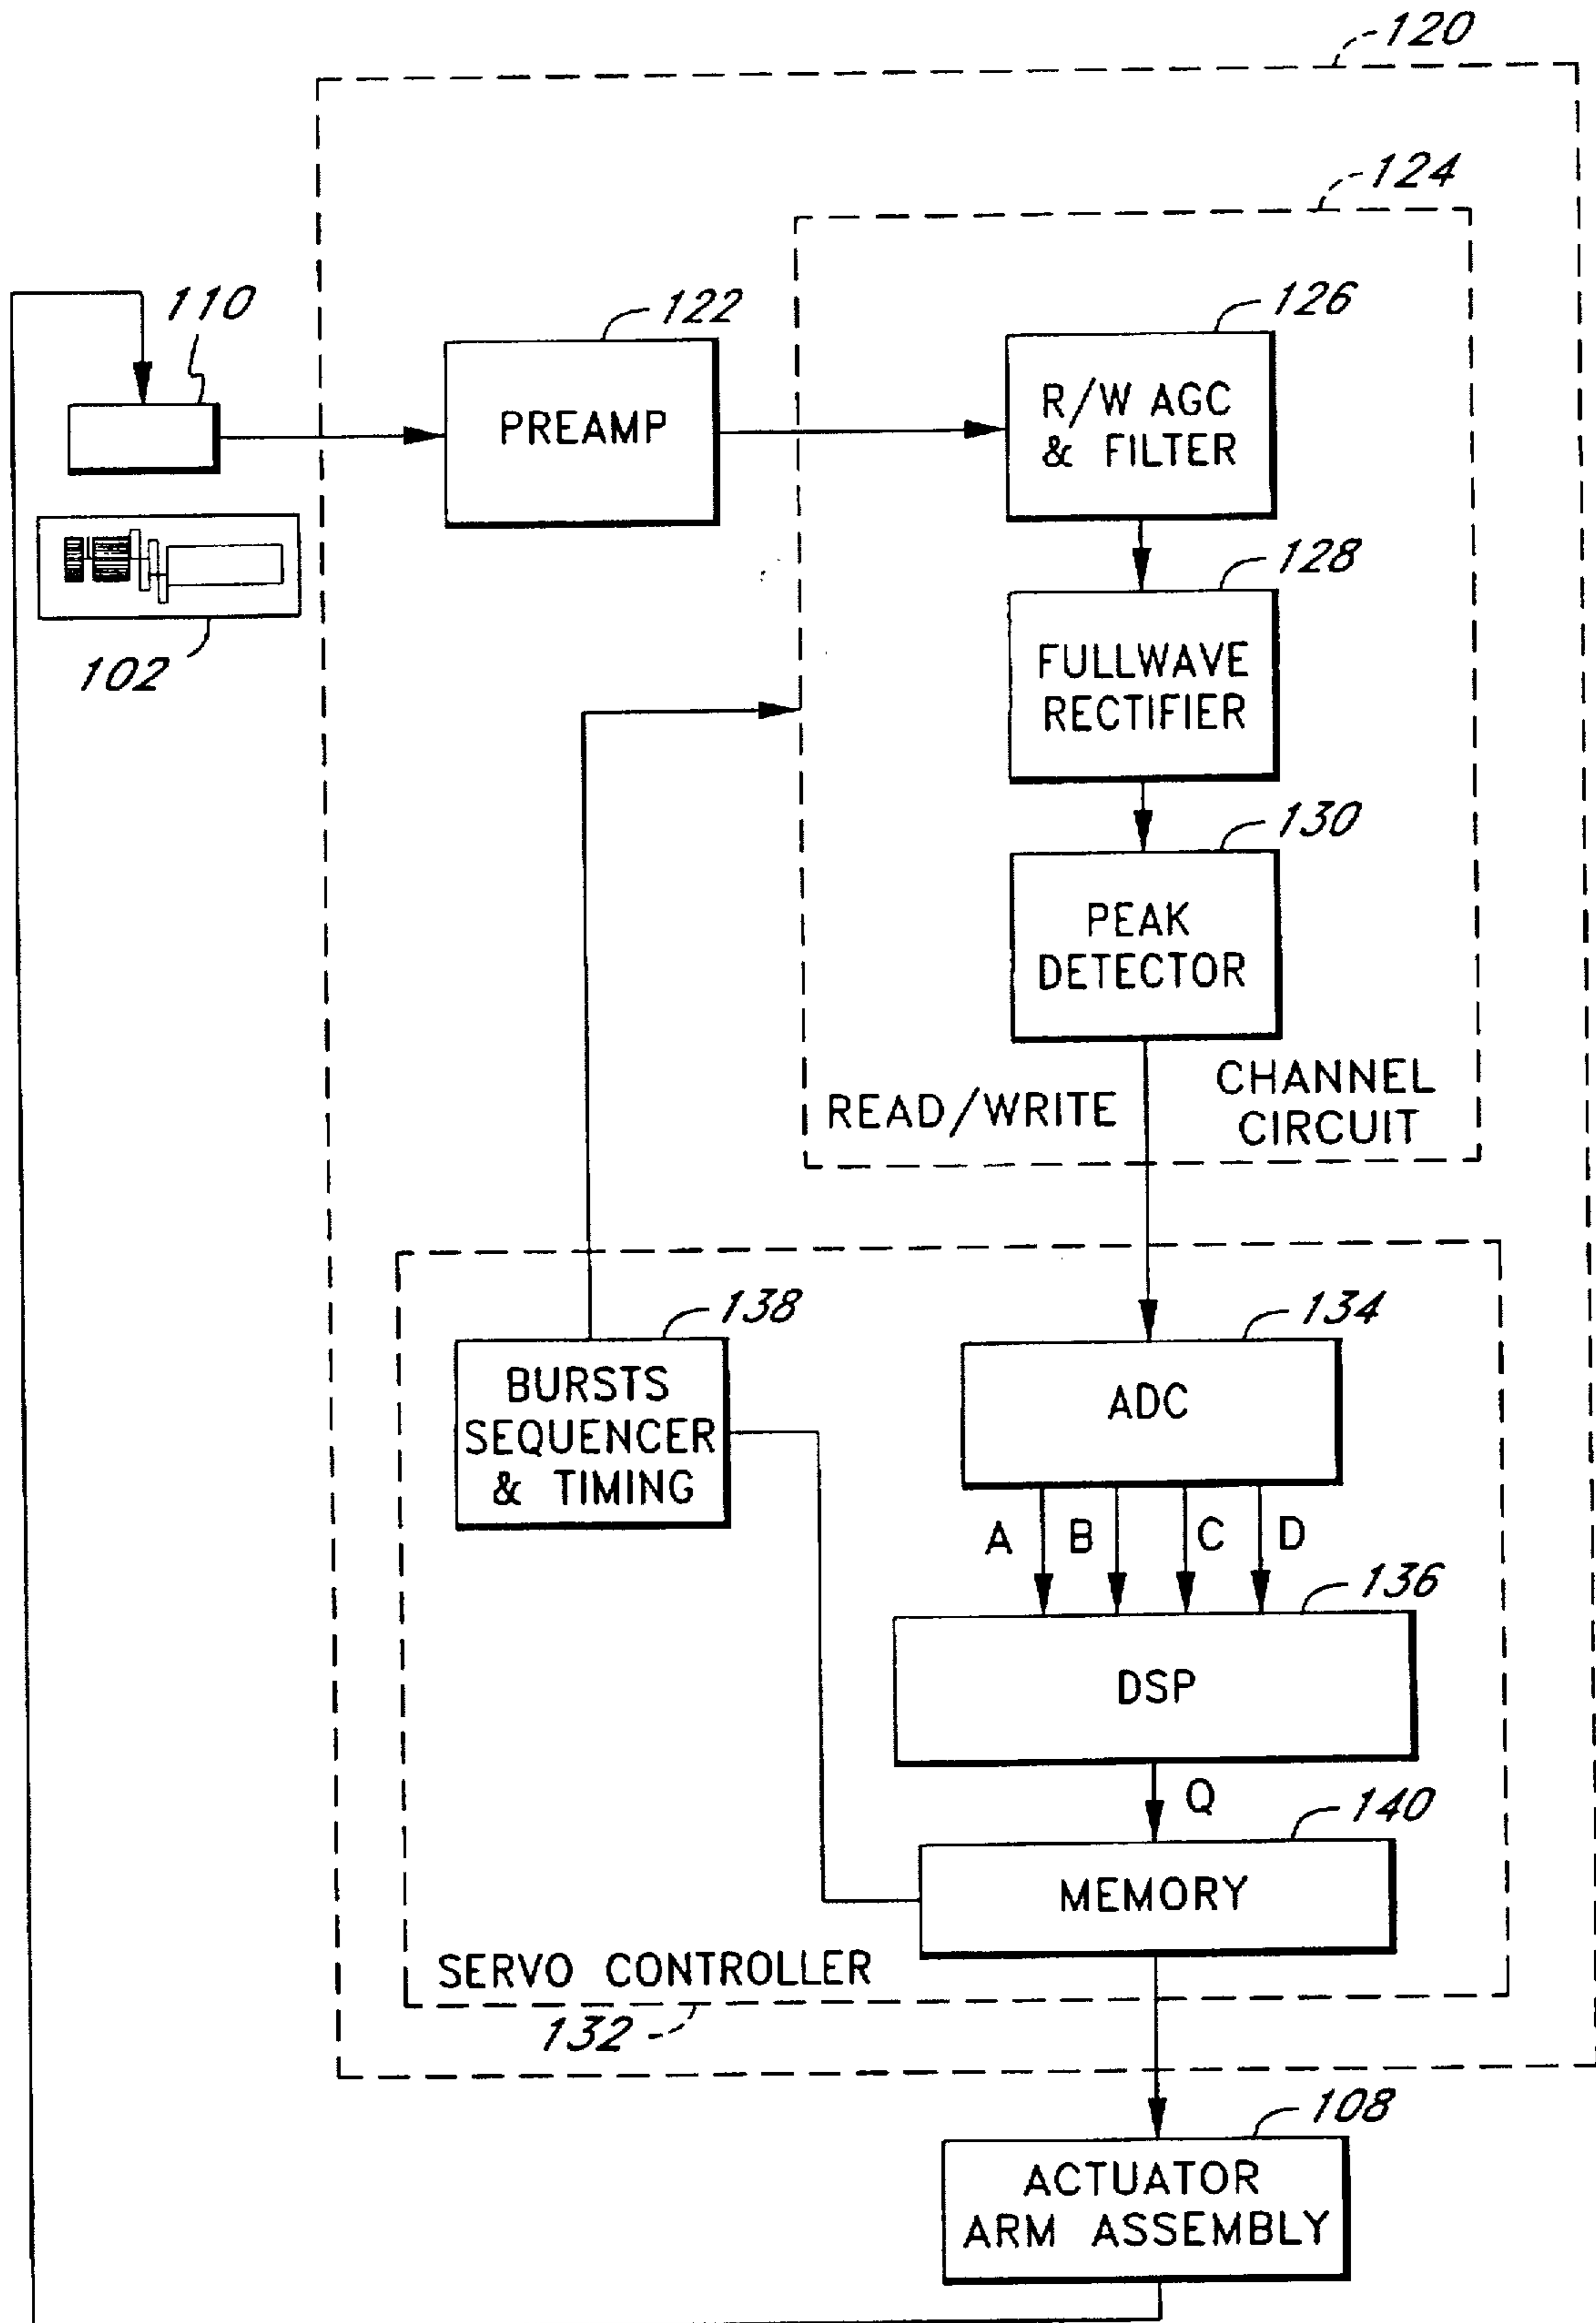 120
124
110
122
126
PREAMP
R/W AGC
& FILTER
128
102
FULLWAVE
RECTIFIER
130
PEAK
DETECTOR
READ/WRITE
CHANNEL
CIRCUIT
138
134
BURSTS
SEQUENCER
& TIMING
ADC
A
B
C
D
136
DSP
Q
140
MEMORY
SERVO CONTROLLER
132
108
ACTUATOR
ARM ASSEMBLY